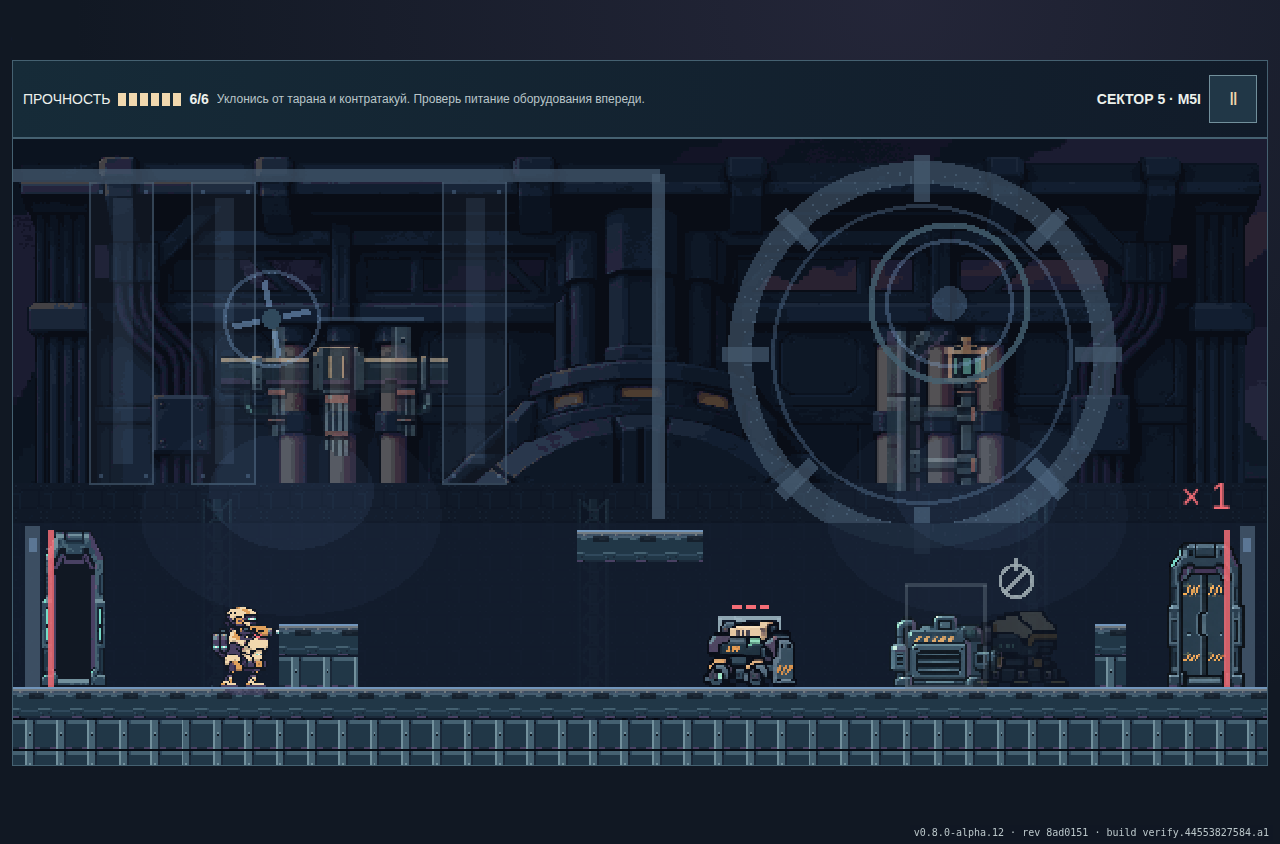 ПРОЧНОСТЬ 6/6 Уклонись от тарана и контратакуй. Проверь питание оборудования впереди. СЕКТОР 5 · M5I
× 1
v0.8.0-alpha.12 · rev 8ad0151 · build verify.44553827584.a1